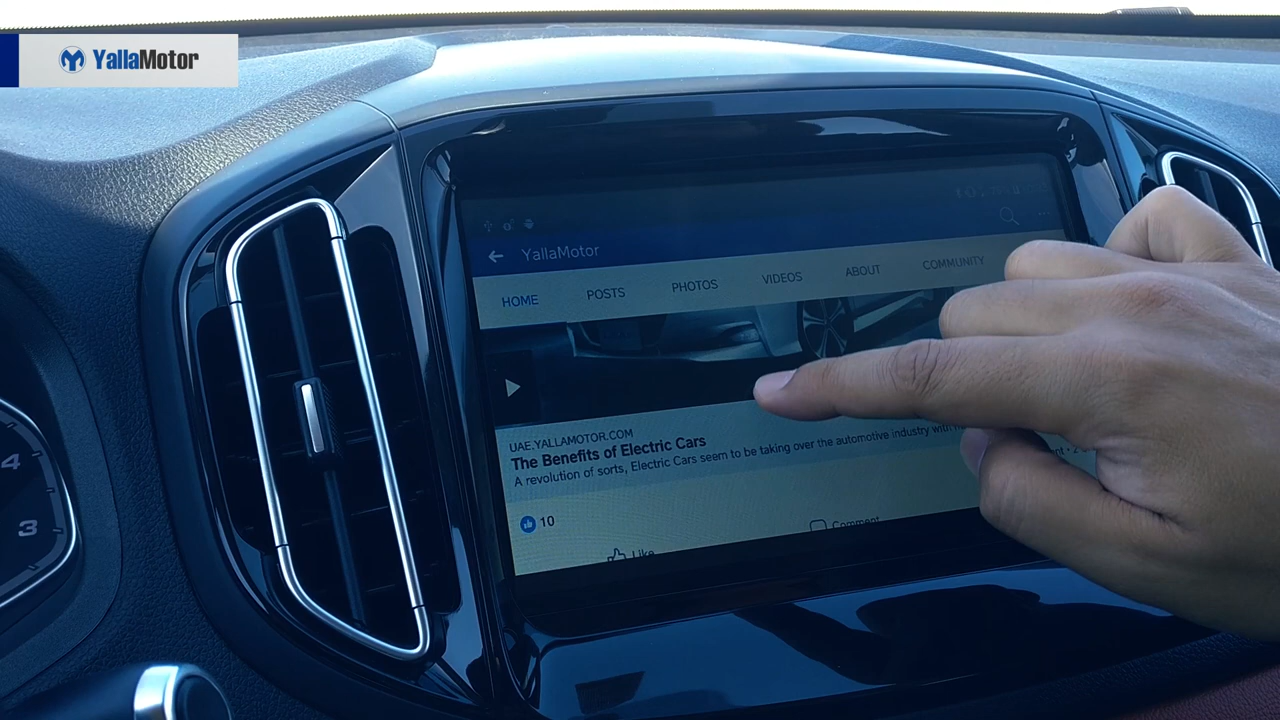 YallaMotor
YallaMotor
HOME POSTS PHOTOS VIDEOS ABOUT COMMUNITY
UAE.YALLAMOTOR.COM
The Benefits of Electric Cars
A revolution of sorts, Electric Cars seem to be taking over the automotive industry with
10
Like Comment
4
3